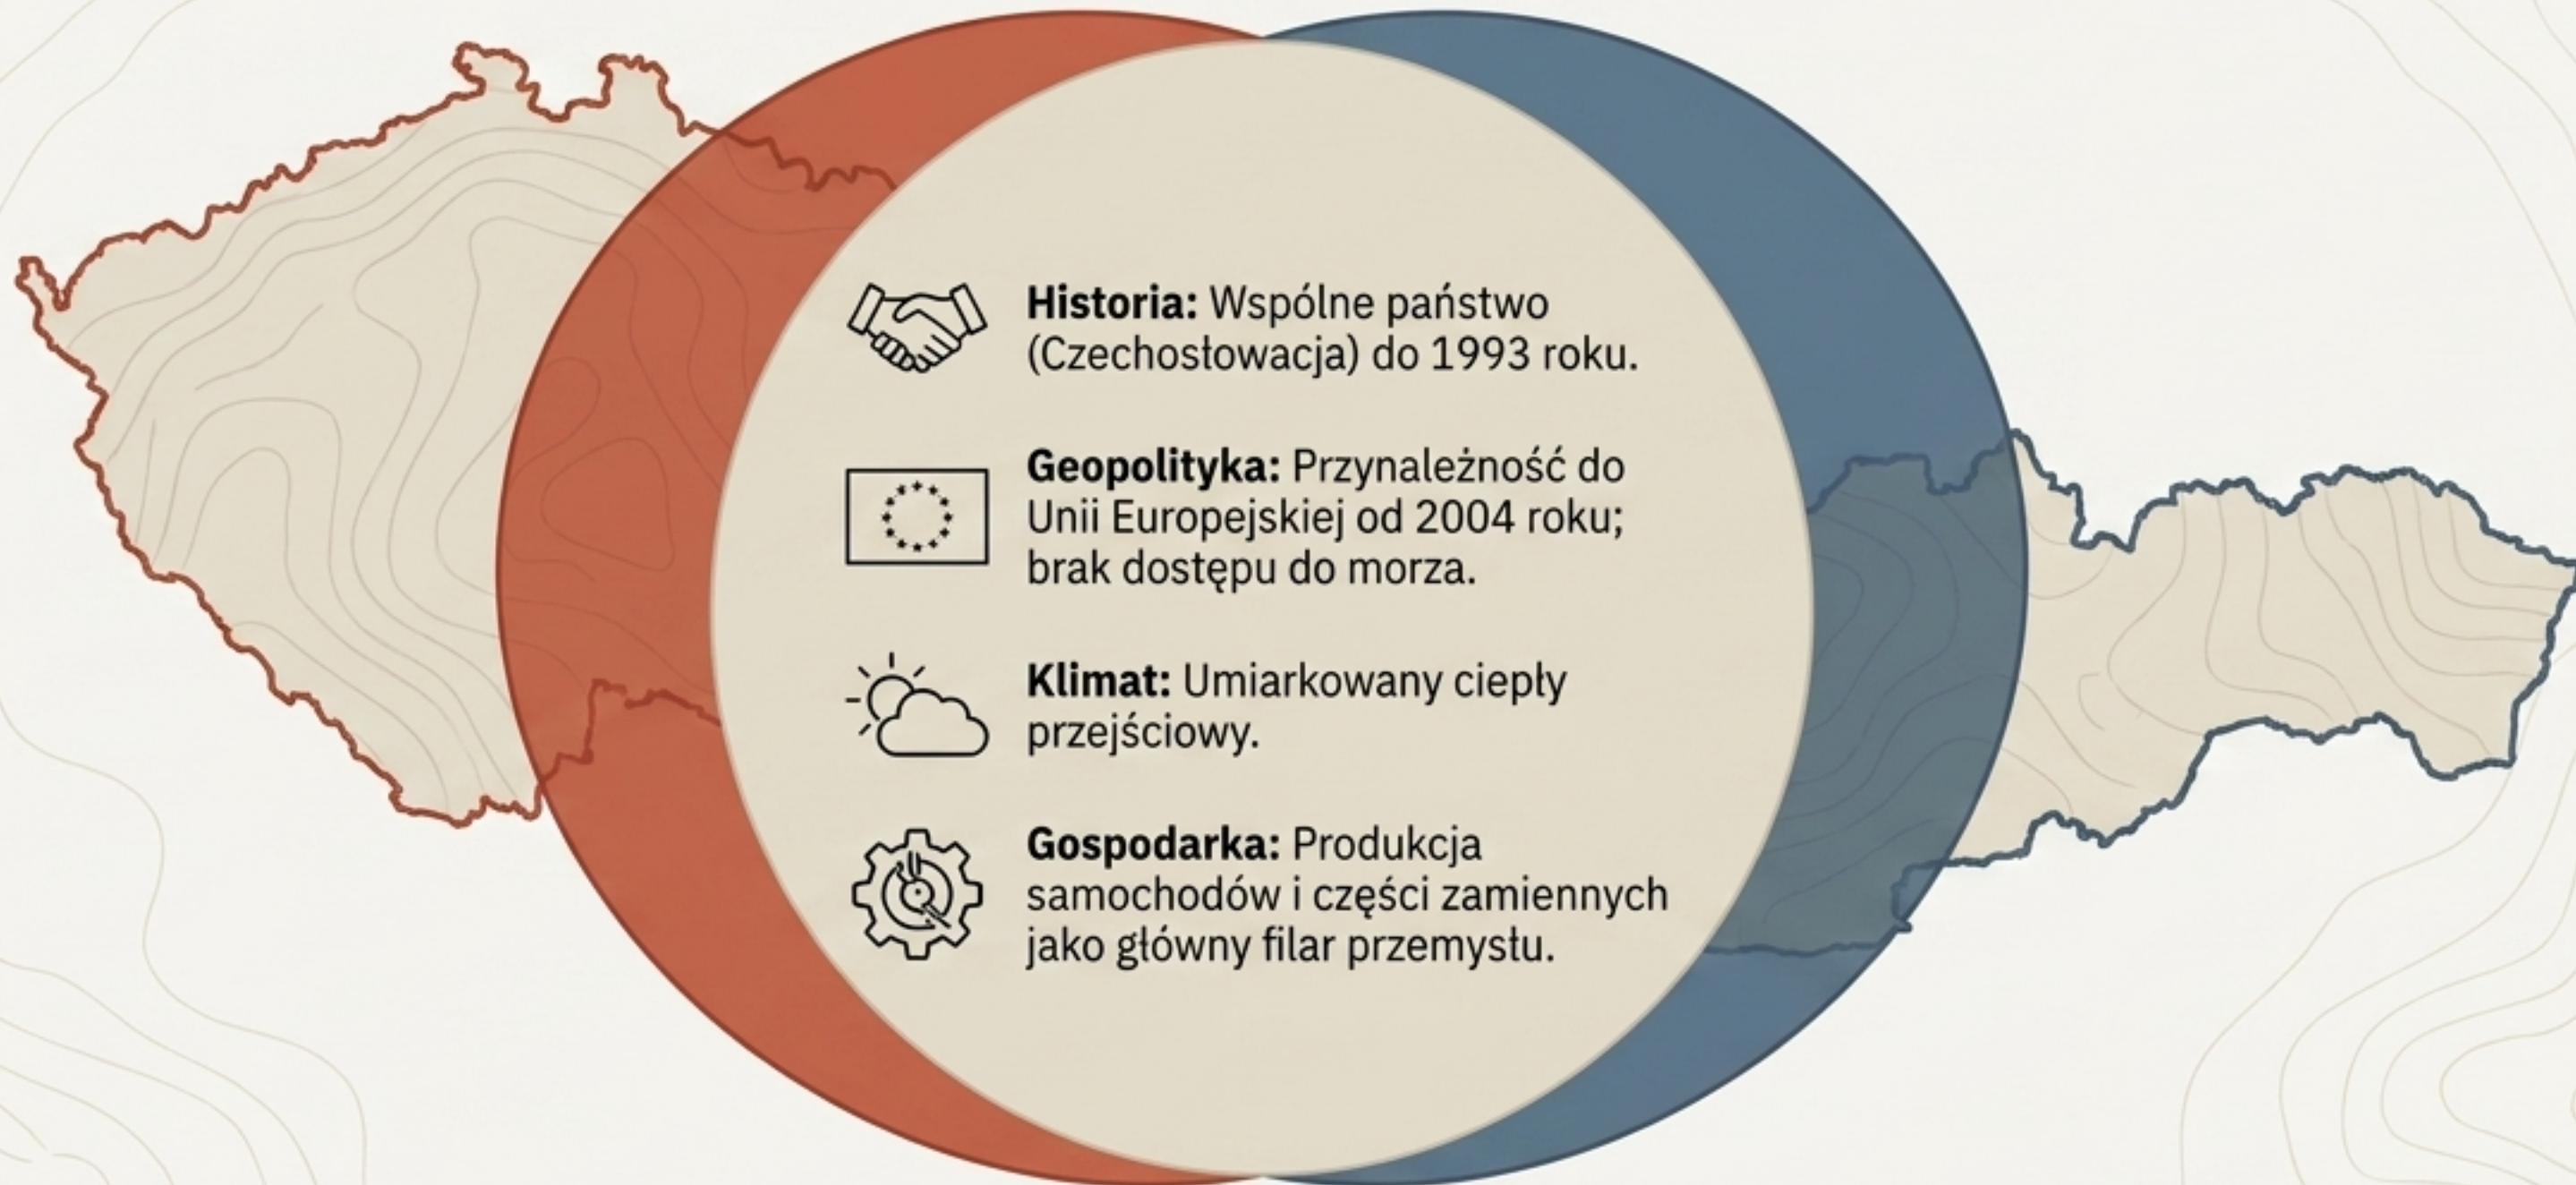 Historia: Wspólne państwo
(Czechosłowacja) do 1993 roku.
Geopolityka: Przynależność do
Unii Europejskiej od 2004 roku;
brak dostępu do morza.
Klimat: Umiarkowany ciepły
przejściowy.
Gospodarka: Produkcja
samochodów i części zamiennych
jako główny filar przemysłu.